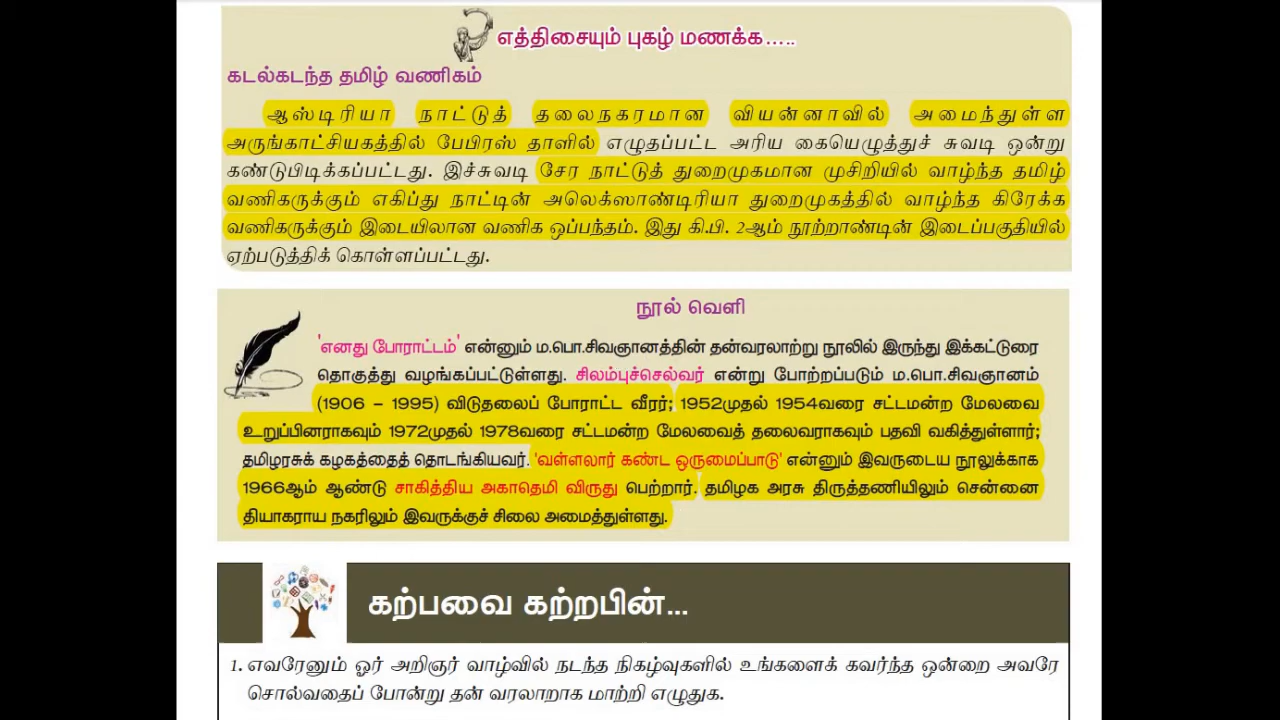 எத்திசையும் புகழ் மணக்க.....
கடல்கடந்த தமிழ் வணிகம்
ஆஸ்டிரியா நாட்டுத் தலைநகரமான வியன்னாவில் அமைந்துள்ள
அருங்காட்சியகத்தில் பேபிரஸ் தாளில் எழுதப்பட்ட அரிய கையெழுத்துச் சுவடி ஒன்று
கண்டுபிடிக்கப்பட்டது. இச்சுவடி சேர நாட்டுத் துறைமுகமான முசிறியில் வாழ்ந்த தமிழ்
வணிகருக்கும் எகிப்து நாட்டின் அலெக்ஸாண்டிரியா துறைமுகத்தில் வாழ்ந்த கிரேக்க
வணிகருக்கும் இடையிலான வணிக ஒப்பந்தம். இது கி.பி. 2ஆம் நூற்றாண்டின் இடைப்பகுதியில்
ஏற்படுத்திக் கொள்ளப்பட்டது.
நூல் வெளி
'எனது போராட்டம்' என்னும் ம.பொ.சிவஞானத்தின் தன்வரலாற்று நூலில் இருந்து இக்கட்டுரை
தொகுத்து வழங்கப்பட்டுள்ளது. சிலம்புச்செல்வர் என்று போற்றப்படும் ம.பொ.சிவஞானம்
(1906 – 1995) விடுதலைப் போராட்ட வீரர்; 1952முதல் 1954வரை சட்டமன்ற மேலவை
உறுப்பினராகவும் 1972முதல் 1978வரை சட்டமன்ற மேலவைத் தலைவராகவும் பதவி வகித்துள்ளார்;
தமிழரசுக் கழகத்தைத் தொடங்கியவர். 'வள்ளலார் கண்ட ஒருமைப்பாடு' என்னும் இவருடைய நூலுக்காக
1966ஆம் ஆண்டு சாகித்திய அகாதெமி விருது பெற்றார். தமிழக அரசு திருத்தணியிலும் சென்னை
தியாகராய நகரிலும் இவருக்குச் சிலை அமைத்துள்ளது.
கற்பவை கற்றபின்...
1. எவரேனும் ஓர் அறிஞர் வாழ்வில் நடந்த நிகழ்வுகளில் உங்களைக் கவர்ந்த ஒன்றை அவரே
சொல்வதைப் போன்று தன் வரலாறாக மாற்றி எழுதுக.